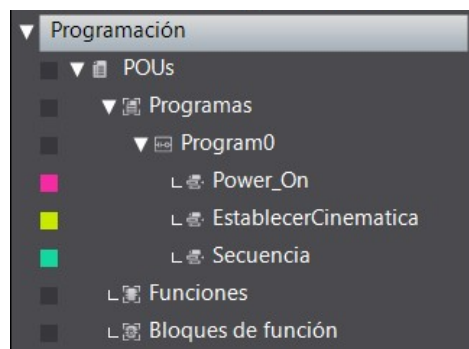 Programación
POUs
Programas
Program0
Power_On
EstablecerCinematica
Secuencia
Funciones
Bloques de función